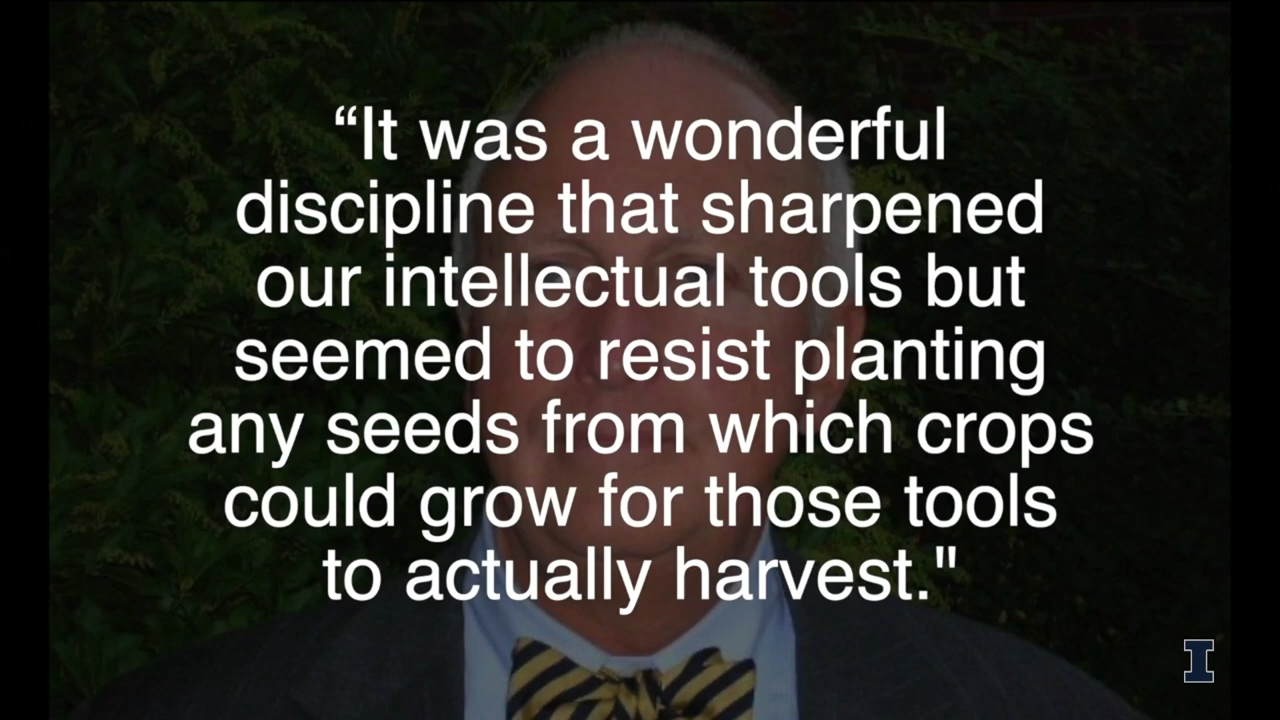 “It was a wonderful
discipline that sharpened
our intellectual tools but
seemed to resist planting
any seeds from which crops
could grow for those tools
to actually harvest."
I